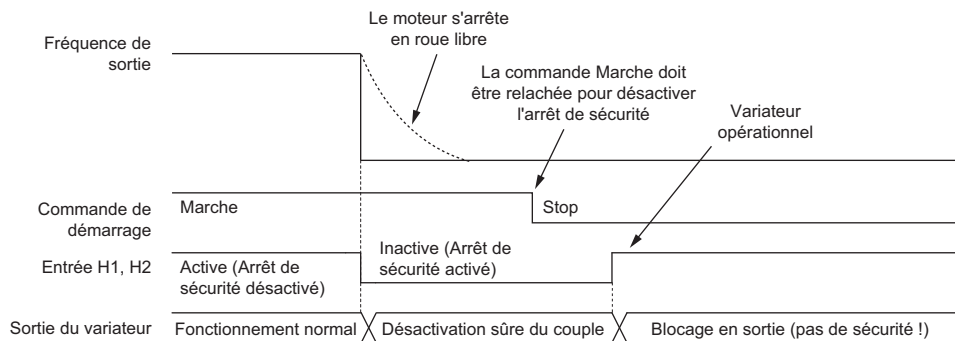 Le moteur s'arrête
en roue libre
Fréquence de
sortie
La commande Marche doit
être relachée pour désactiver
l'arrêt de sécurité
Variateur
opérationnel
Commande de
démarrage
Marche
Stop
Entrée H1, H2
Active (Arrêt de
sécurité désactivé)
Inactive (Arrêt de
sécurité activé)
Sortie du variateur
Fonctionnement normal
Désactivation sûre du couple
Blocage en sortie (pas de sécurité !)